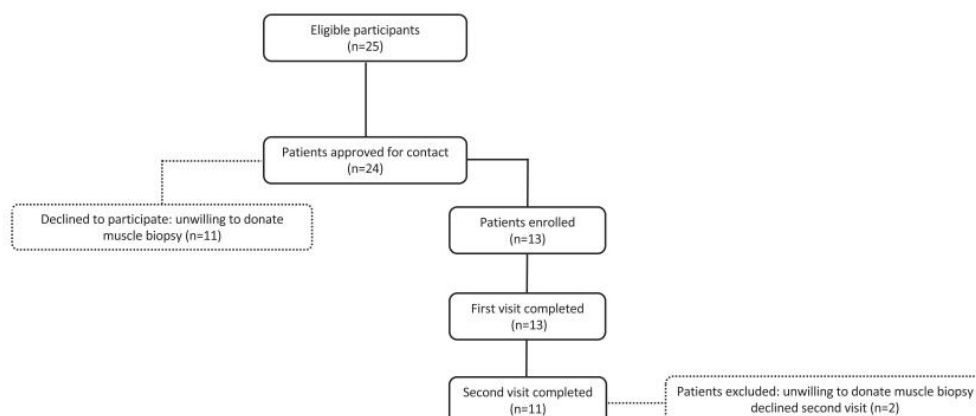 Eligible participants
(n=25)
Patients approved for contact
(n=24)
Declined to participate: unwilling to donate
muscle biopsy (n=11)
Patients enrolled
(n=13)
First visit completed
(n=13)
Second visit completed
(n=11)
Patients excluded: unwilling to donate muscle biopsy
declined second visit (n=2)